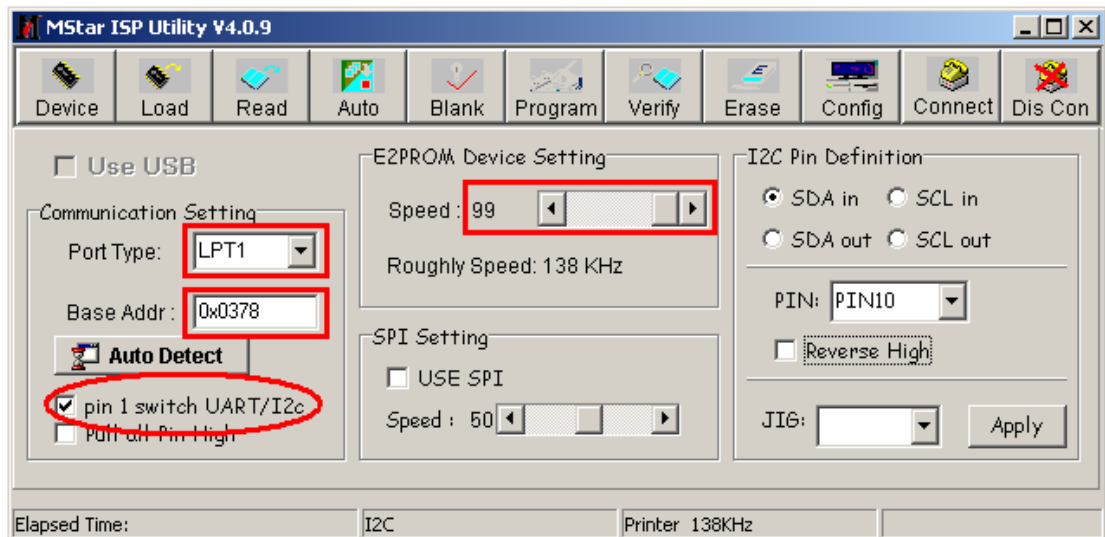 MStar ISP Utility V4.0.9
Device Load Read Auto Blank Program Verify Erase Config Connect Dis Con
Use USB
Communication Setting
Port Type: LPT1
Base Addr : 0x0378
Auto Detect
pin 1 switch UART/I2c
Pull all Pin High
E2PROM Device Setting
Speed : 99
Roughly Speed: 138 KHz
SPI Setting
USE SPI
Speed : 50
I2C Pin Definition
SDA in SCL in
SDA out SCL out
PIN: PIN10
Reverse High
JIG: Apply
Elapsed Time: I2C Printer 138KHz